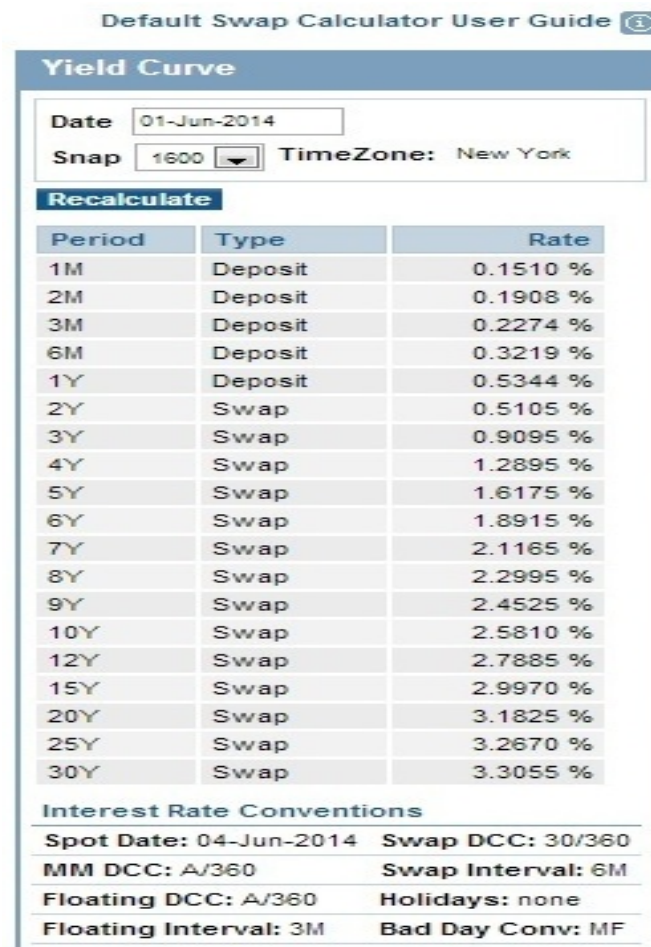 Default Swap Calculator User Guide
Yield Curve
Date 01-Jun-2014
Snap 1600 TimeZone: New York
Recalculate
Period Type Rate
1M Deposit 0.1510 %
2M Deposit 0.1908 %
3M Deposit 0.2274 %
6M Deposit 0.3219 %
1Y Deposit 0.5344 %
2Y Swap 0.5105 %
3Y Swap 0.9095 %
4Y Swap 1.2895 %
5Y Swap 1.6175 %
6Y Swap 1.8915 %
7Y Swap 2.1165 %
8Y Swap 2.2995 %
9Y Swap 2.4525 %
10Y Swap 2.5810 %
12Y Swap 2.7885 %
15Y Swap 2.9970 %
20Y Swap 3.1825 %
25Y Swap 3.2670 %
30Y Swap 3.3055 %
Interest Rate Conventions
Spot Date: 04-Jun-2014 Swap DCC: 30/360
MM DCC: A/360 Swap Interval: 6M
Floating DCC: A/360 Holidays: none
Floating Interval: 3M Bad Day Conv: MF